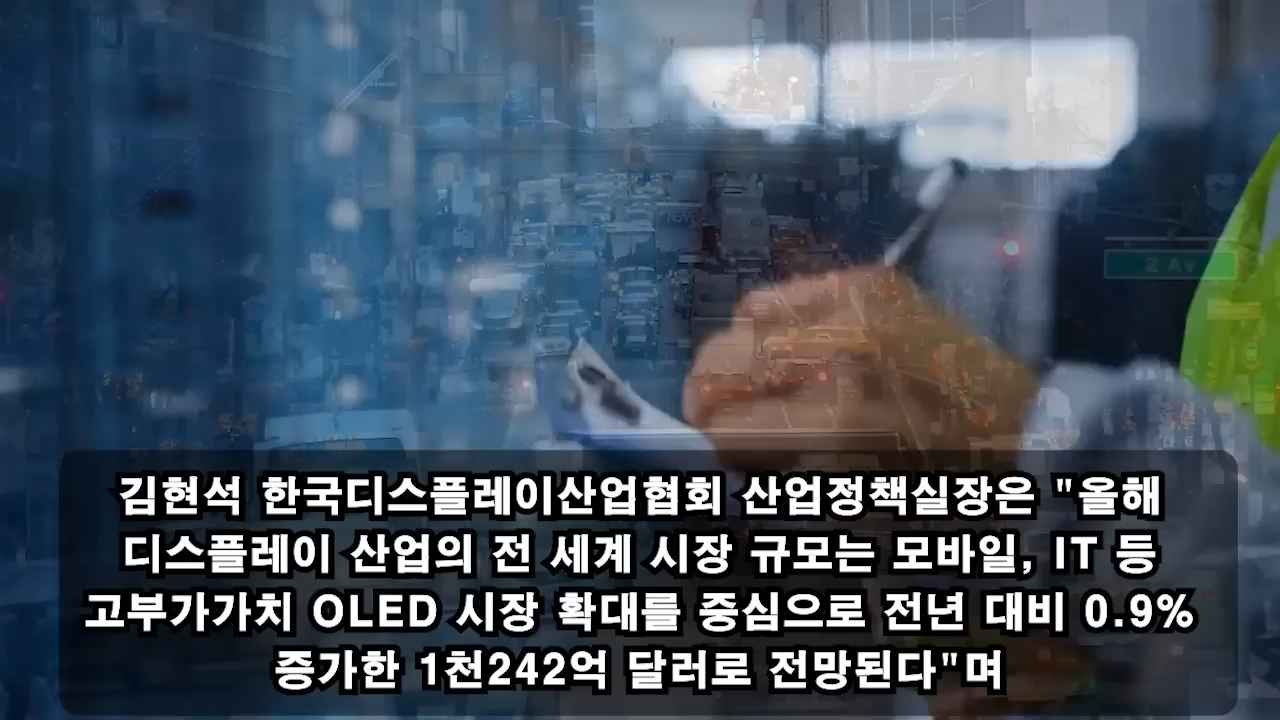 2 Av
김현석 한국디스플레이산업협회 산업정책실장은 "올해
디스플레이 산업의 전 세계 시장 규모는 모바일, IT 등
고부가가치 OLED 시장 확대를 중심으로 전년 대비 0.9%
증가한 1천242억 달러로 전망된다"며